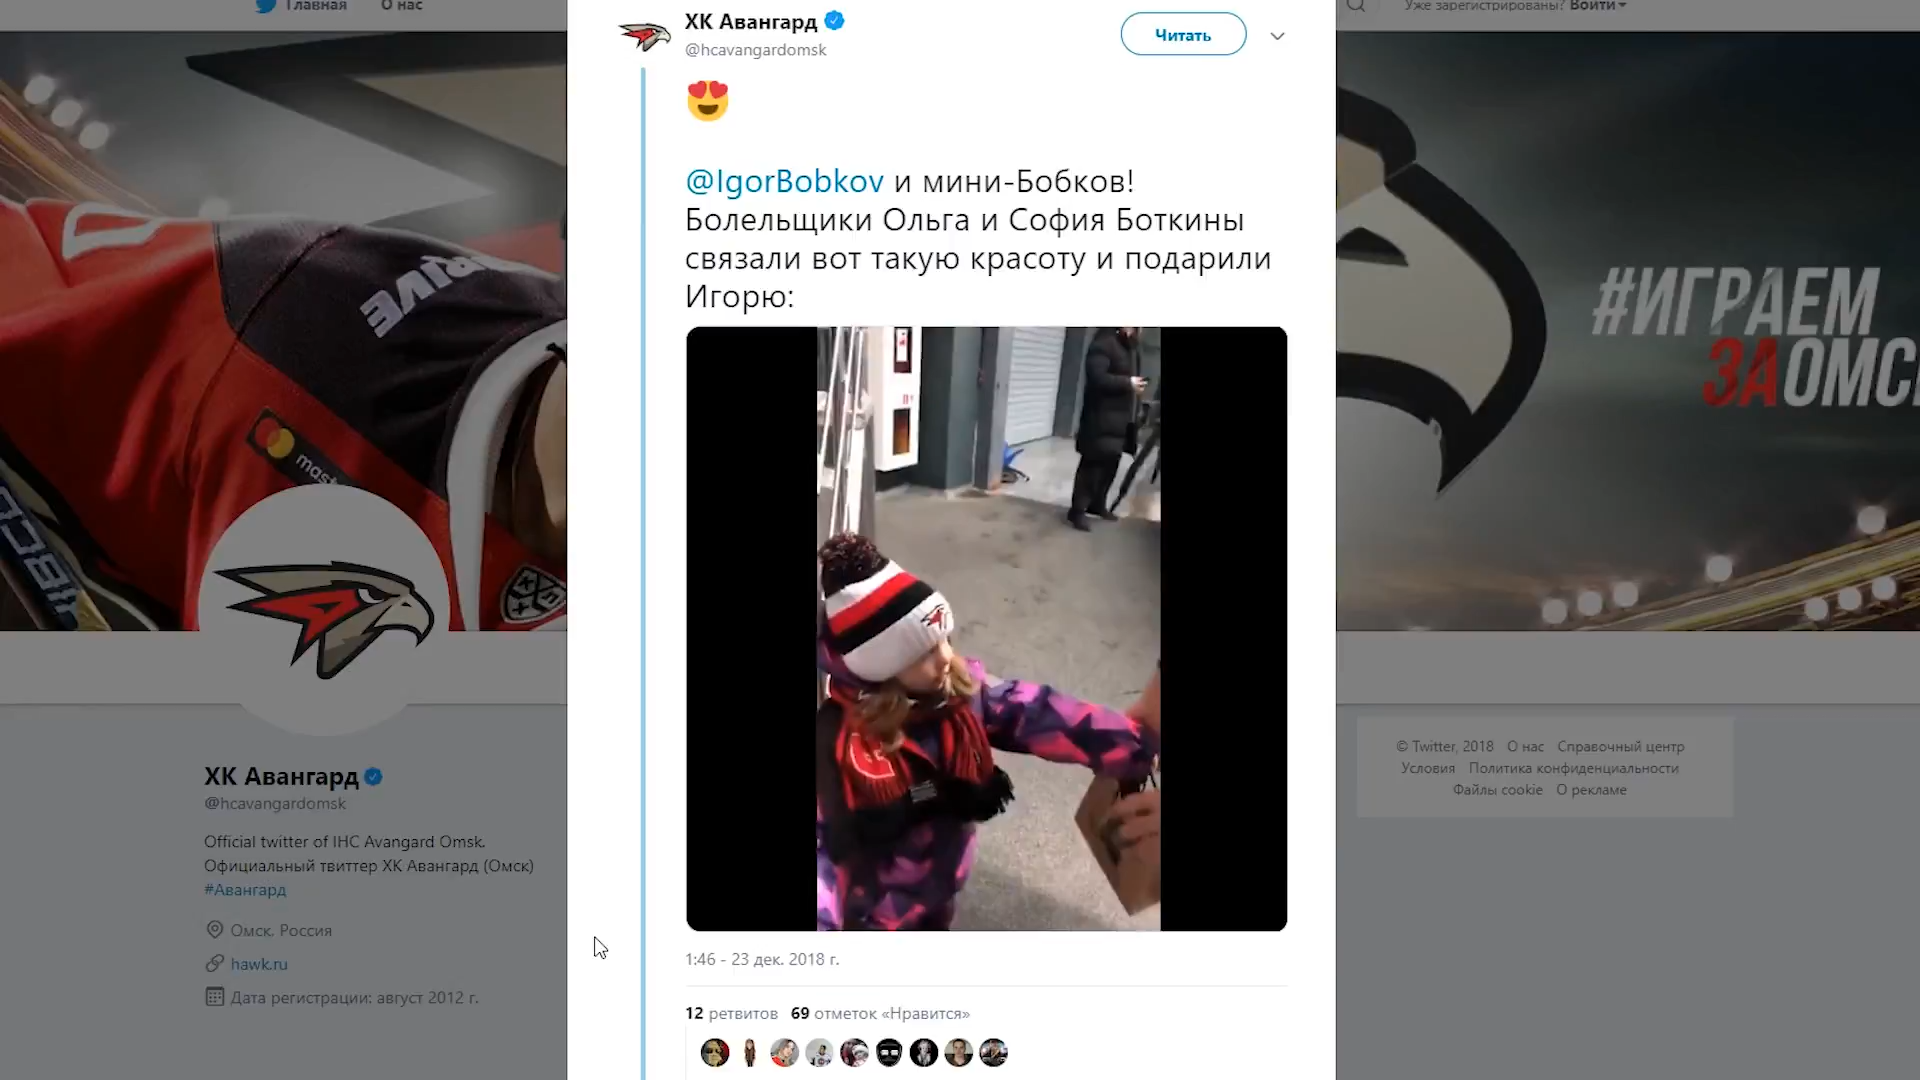 Главная О нас
Уже зарегистрированы? Войти
ХК Авангард
@hcavangardomsk
Читать
@IgorBobkov и мини-Бобков!
Болельщики Ольга и София Боткины
связали вот такую красоту и подарили
Игорю:
#ИГРАЕМ
ЗАОМС
mast
ХК Авангард
@hcavangardomsk
Official twitter of IHC Avangard Omsk.
Официальный твиттер ХК Авангард (Омск)
#Авангард
Омск. Россия
hawk.ru
Дата регистрации: август 2012 г.
© Twitter, 2018 О нас Справочный центр
Условия Политика конфиденциальности
Файлы cookie О рекламе
1:46 - 23 дек. 2018 г.
12 ретвитов 69 отметок «Нравится»